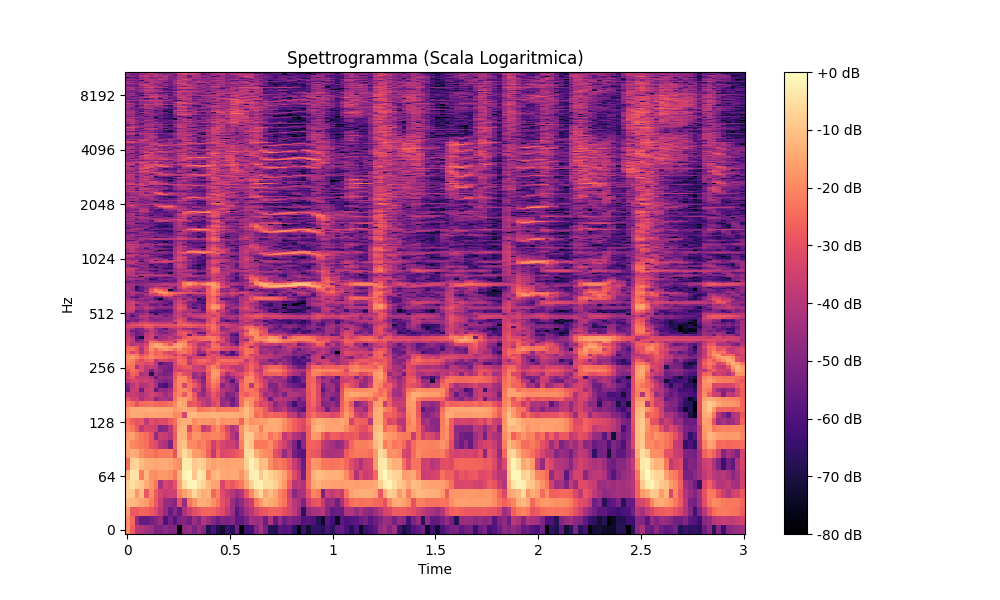 Spettrogramma (Scala Logaritmica)
Hz
8192
4096
2048
1024
512
256
128
64
0
0
0.5
1
1.5
2
2.5
3
Time
+0 dB
-10 dB
-20 dB
-30 dB
-40 dB
-50 dB
-60 dB
-70 dB
-80 dB